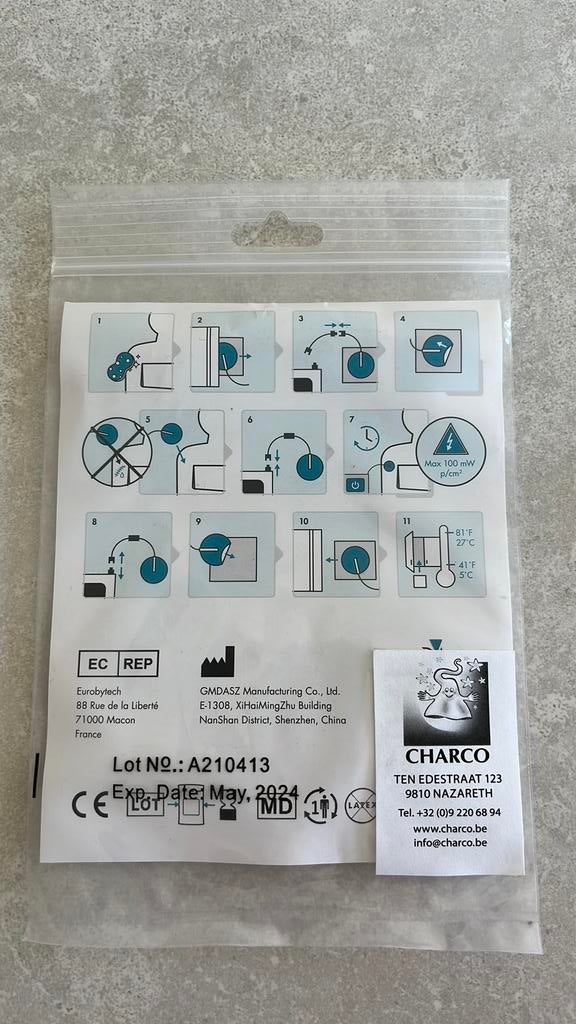 1
2
3
4
5
6
7
Max 100 mW
p/cm²
8
9
10
11
81°F
27°C
41°F
5°C
EC REP
Eurobytech
88 Rue de la Liberté
71000 Macon
France
GMDASZ Manufacturing Co., Ltd.
E-1308, XiHaiMingZhu Building
NanShan District, Shenzhen, China
Lot Nº.: A210413
Exp. Date: May, 2024
CE LOT MD 1 LATEX
CHARCO
TEN EDESTRAAT 123
9810 NAZARETH
Tel. +32 (0)9 220 68 94
www.charco.be
info@charco.be